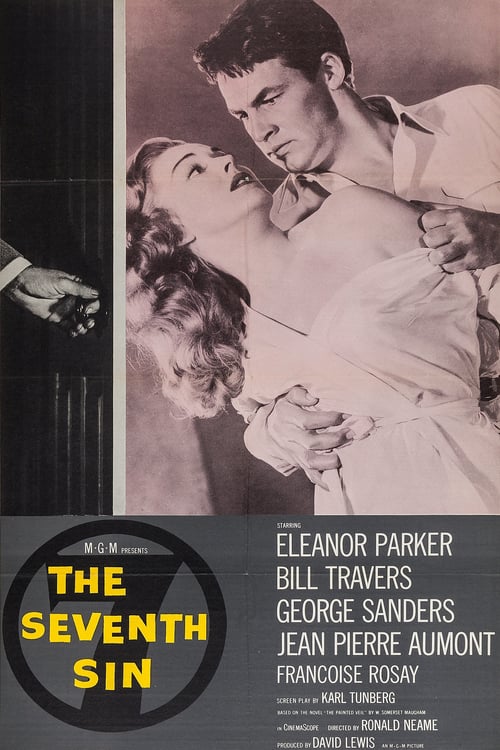 M-G-M PRESENTS
7
THE
SEVENTH
SIN
STARRING
ELEANOR PARKER
BILL TRAVERS
GEORGE SANDERS
JEAN PIERRE AUMONT
FRANCOISE ROSAY
SCREEN PLAY BY KARL TUNBERG
BASED ON THE NOVEL "THE PAINTED VEIL" BY W. SOMERSET MAUGHAM
IN CINEMASCOPE DIRECTED BY RONALD NEAME
PRODUCED BY DAVID LEWIS AN M-G-M PICTURE